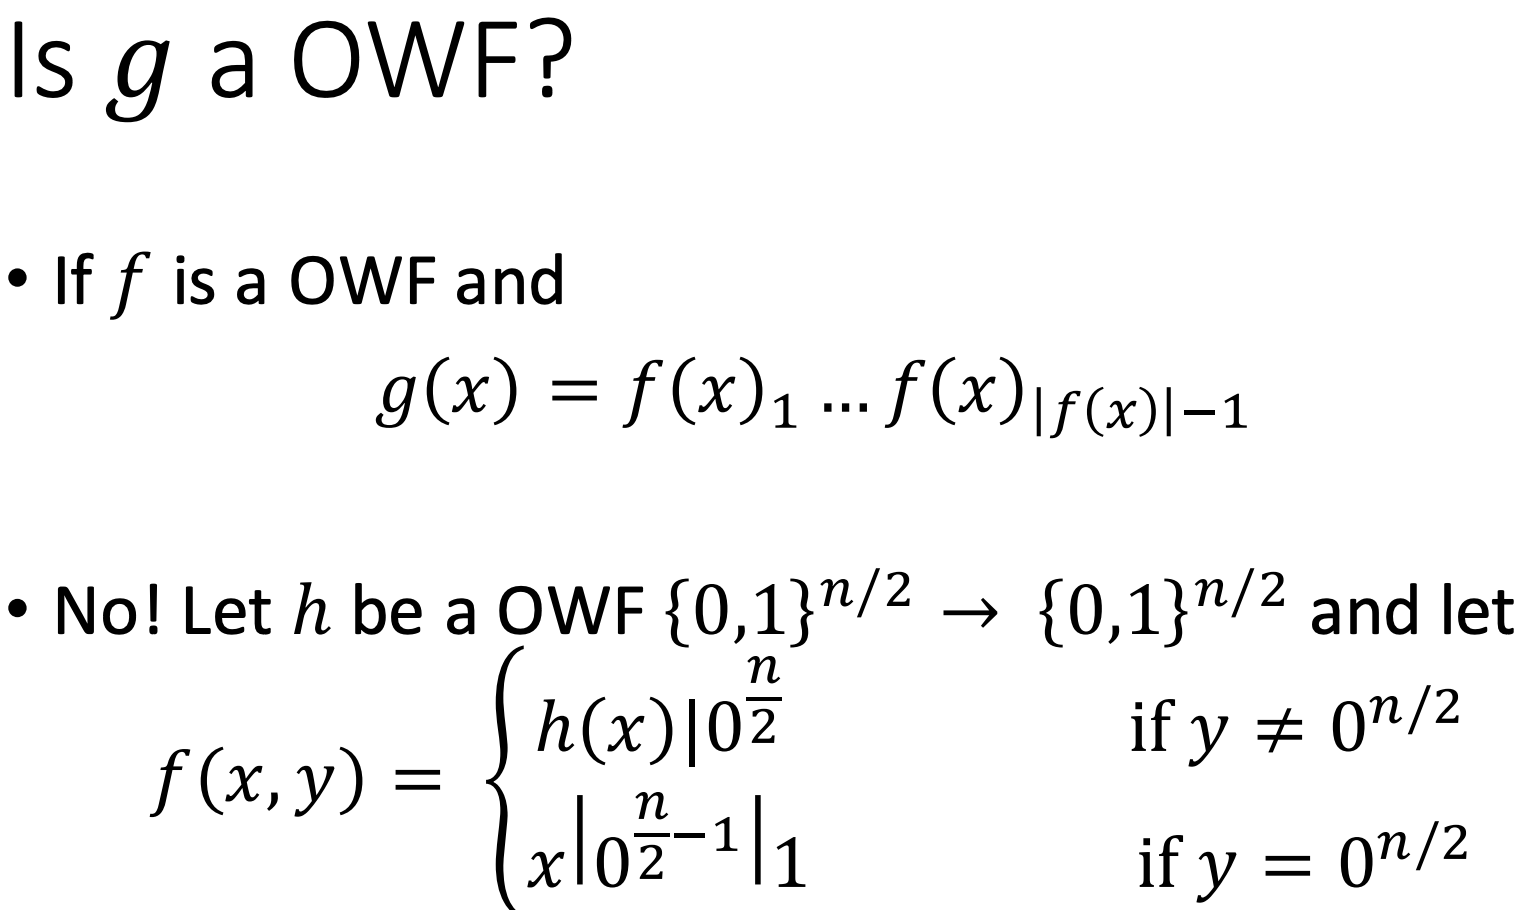 Is g a OWF?
• If f is a OWF and
g(x) = f(x)₁ … f(x)_{|f(x)|−1}
• No! Let h be a OWF {0,1}^{n/2} → {0,1}^{n/2} and let
f(x, y) = { h(x)|0^{n/2} if y ≠ 0^{n/2}
x|0^{n/2−1}|1 if y = 0^{n/2}